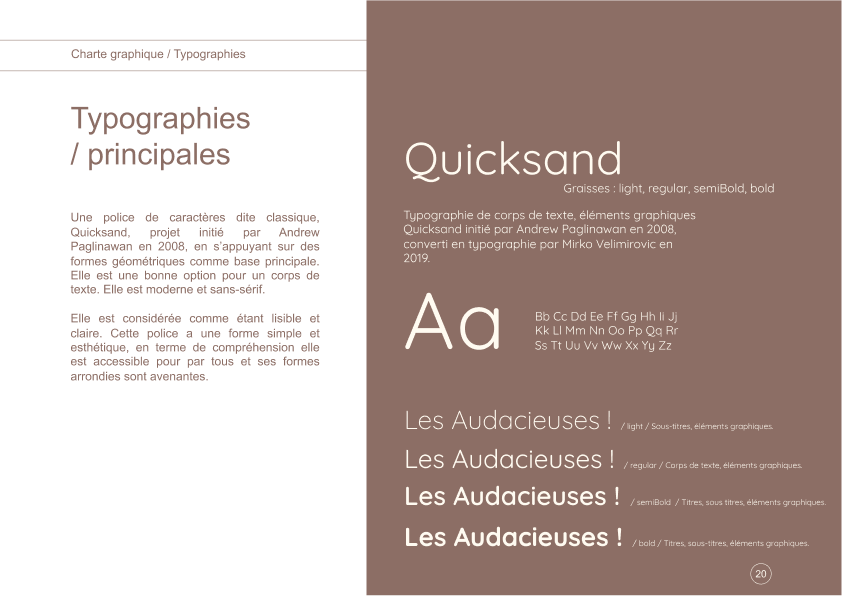 Charte graphique / Typographies
Typographies
/ principales
Une police de caractères dite classique,
Quicksand, projet initié par Andrew
Paglinawan en 2008, en s'appuyant sur des
formes géométriques comme base principale.
Elle est une bonne option pour un corps de
texte. Elle est moderne et sans-sérif.
Elle est considérée comme étant lisible et
claire. Cette police a une forme simple et
esthétique, en terme de compréhension elle
est accessible pour par tous et ses formes
arrondies sont avenantes.
Quicksand
Graisses : light, regular, semiBold, bold
Typographie de corps de texte, éléments graphiques
Quicksand initié par Andrew Paglinawan en 2008,
converti en typographie par Mirko Velimirovic en
2019.
Aa
Bb Cc Dd Ee Ff Gg Hh Ii Jj
Kk Ll Mm Nn Oo Pp Qq Rr
Ss Tt Uu Vv Ww Xx Yy Zz
Les Audacieuses ! / light / Sous-titres, éléments graphiques.
Les Audacieuses ! / regular / Corps de texte, éléments graphiques.
Les Audacieuses ! / semiBold / Titres, sous titres, éléments graphiques.
Les Audacieuses ! / bold / Titres, sous-titres, éléments graphiques.
20